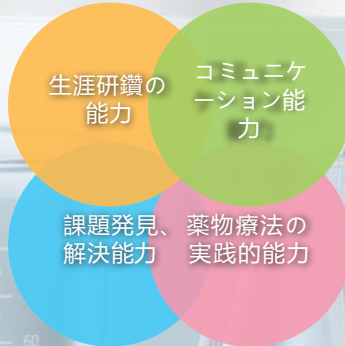 生涯研鑽の
能力
コミュニケ
ーション能
力
課題発見、
解決能力
薬物療法の
実践的能力
60